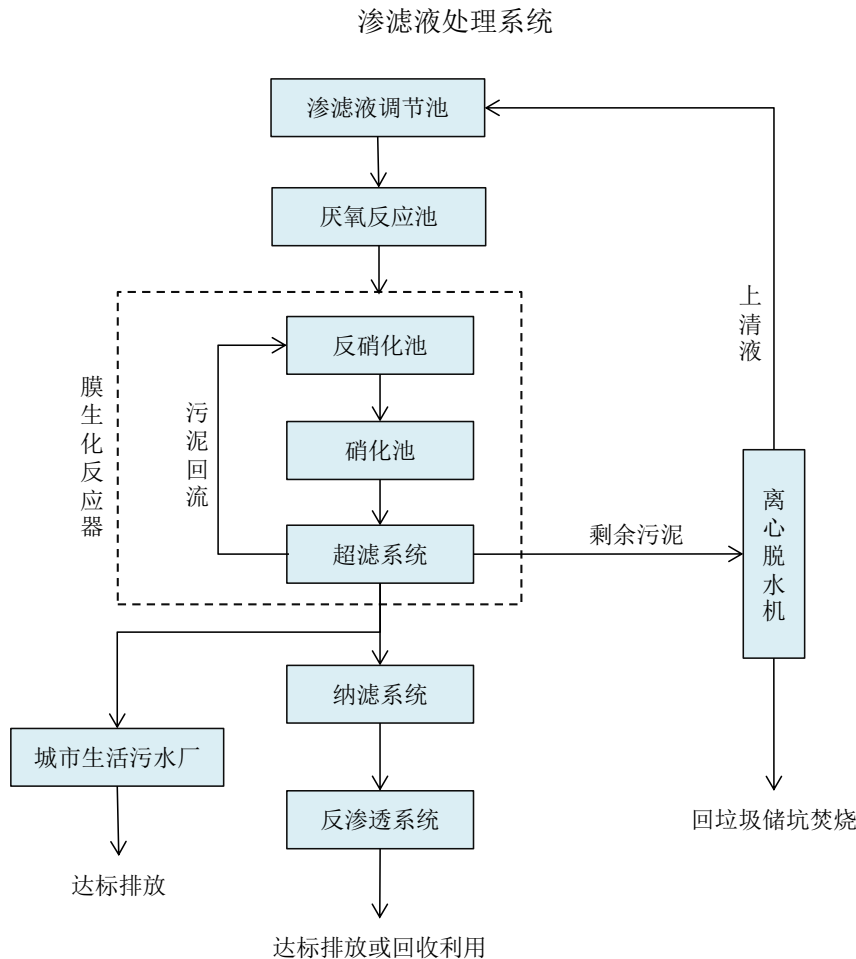 渗滤液处理系统
渗滤液调节池
厌氧反应池
上清液
反硝化池
膜生化反应器
污泥回流
硝化池
离心脱水机
超滤系统
剩余污泥
纳滤系统
城市生活污水厂
反渗透系统
回垃圾储坑焚烧
达标排放
达标排放或回收利用